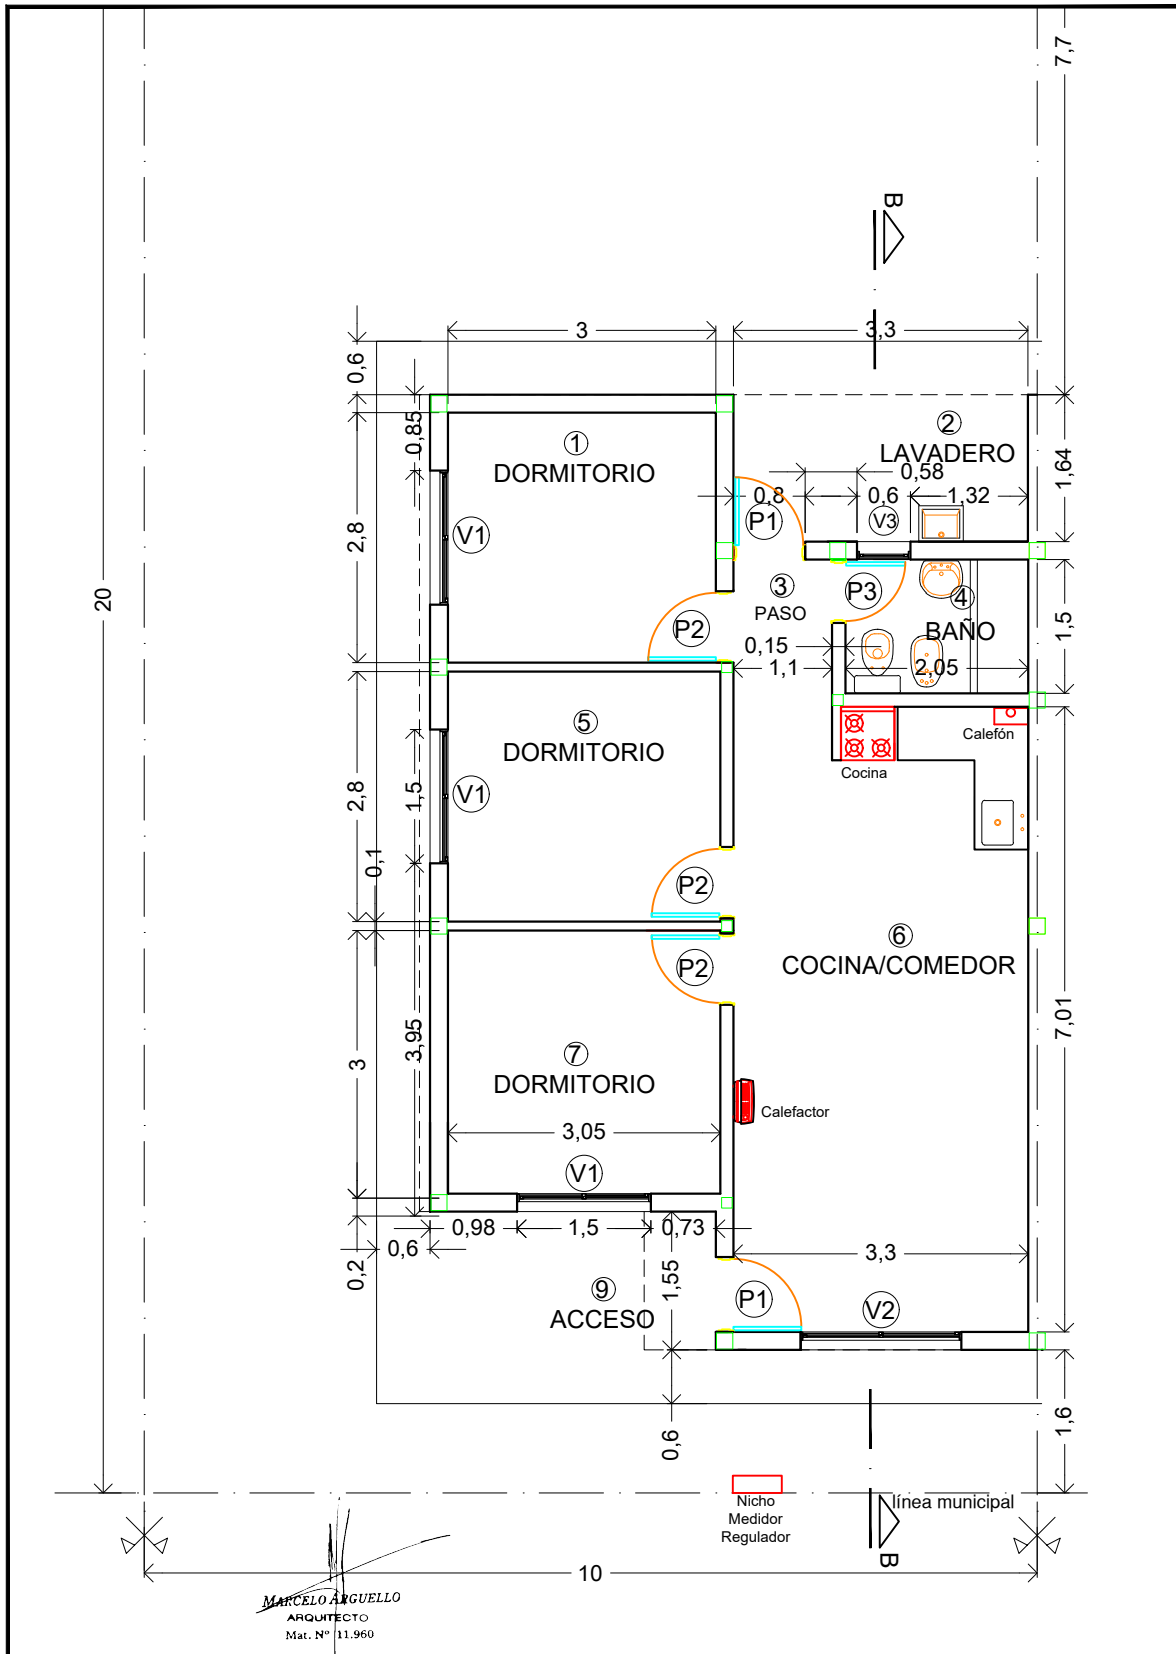 7,7
B
3
3,3
0,6
0,85
① DORMITORIO
② LAVADERO
0,58
0,8
0,6
1,32
1,64
V1
P1
V3
2,8
20
③ PASO
P3
④ BAÑO
P2
0,15
1,1
2,05
1,5
⑤ DORMITORIO
Calefón
Cocina
V1
2,8
1,5
0,1
P2
⑥ COCINA/COMEDOR
P2
7,01
3
3,95
⑦ DORMITORIO
Calefactor
3,05
V1
0,98
1,5
0,73
0,6
0,2
3,3
1,55
⑨ ACCESO
P1
V2
0,6
1,6
Nicho
Medidor
Regulador
línea municipal
B
10
MARCELO ARGUELLO
ARQUITECTO
Mat. Nº 11.960